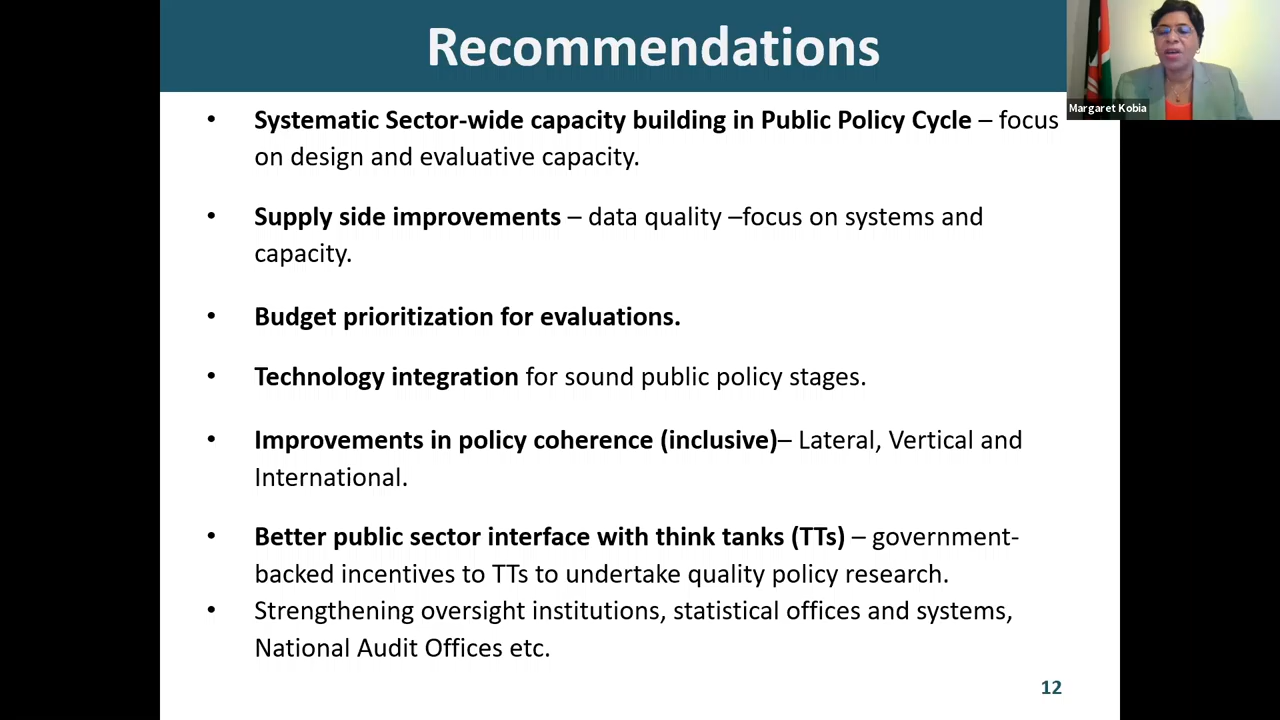 Recommendations
Margaret Kobia
• Systematic Sector-wide capacity building in Public Policy Cycle – focus
on design and evaluative capacity.
• Supply side improvements – data quality –focus on systems and
capacity.
• Budget prioritization for evaluations.
• Technology integration for sound public policy stages.
• Improvements in policy coherence (inclusive)– Lateral, Vertical and
International.
• Better public sector interface with think tanks (TTs) – government-
backed incentives to TTs to undertake quality policy research.
• Strengthening oversight institutions, statistical offices and systems,
National Audit Offices etc.
12